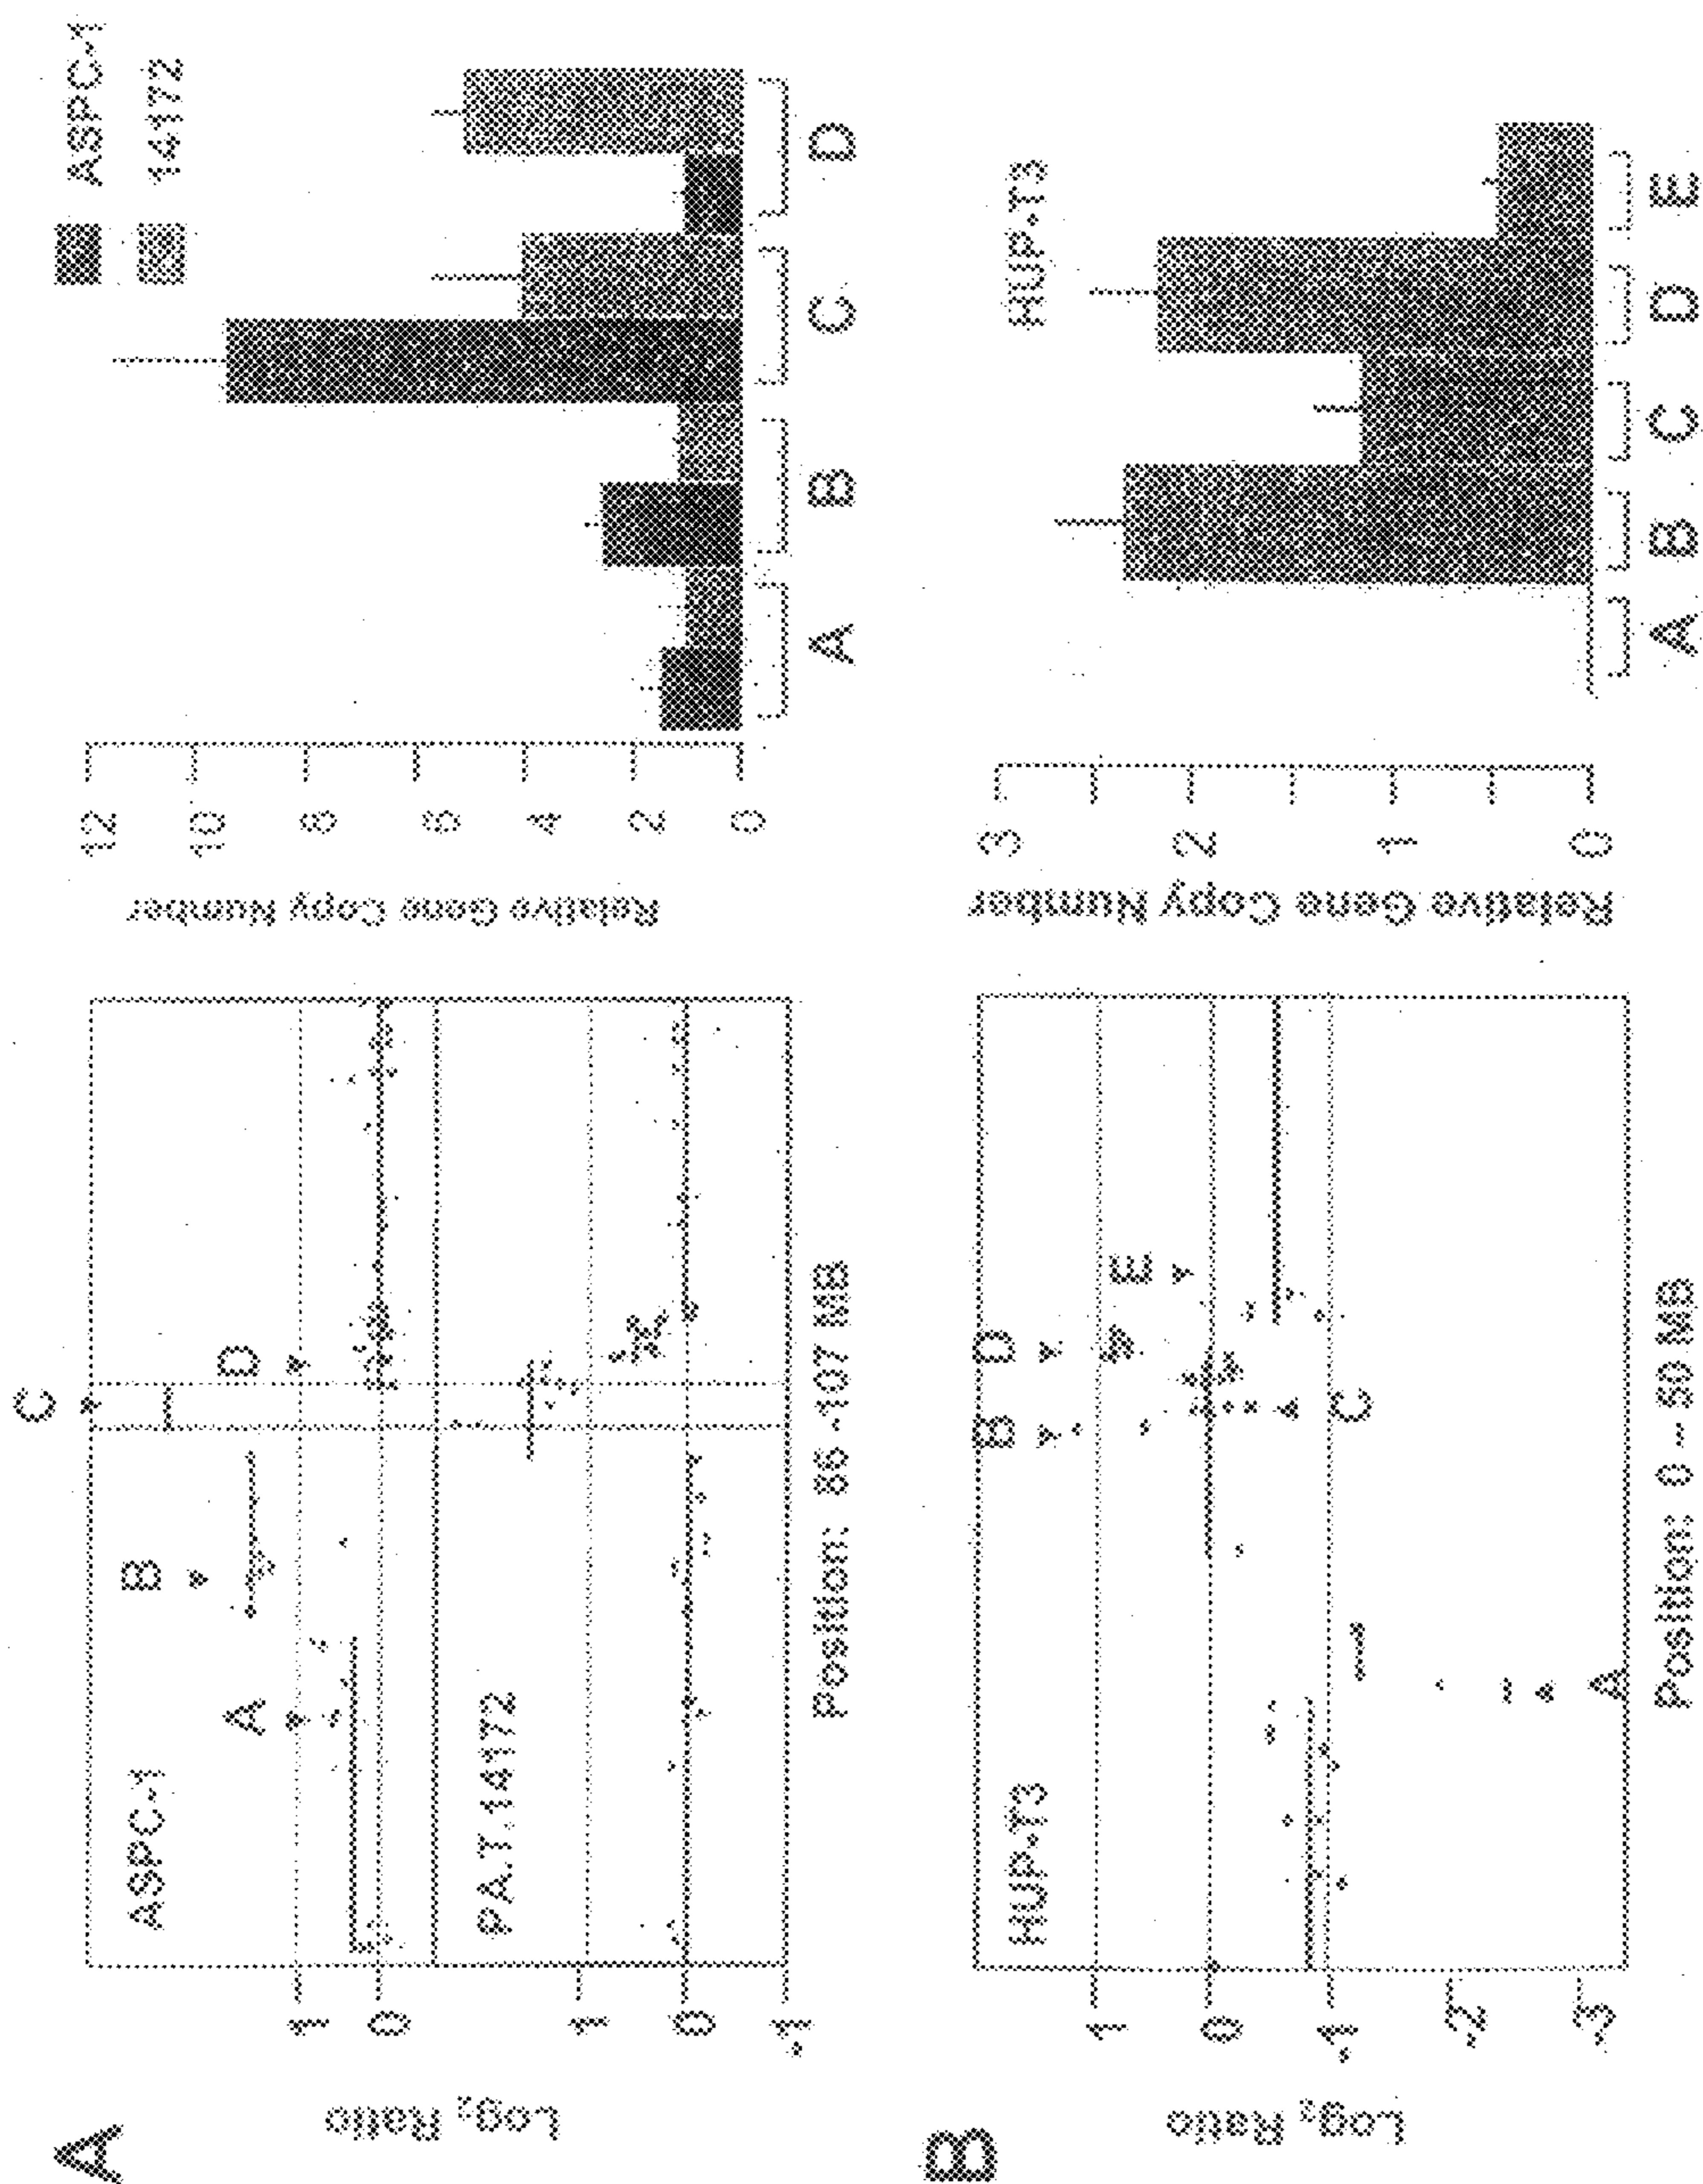 A
Log₂ Ratio
1
0
1
0
-1
ASPC-1
A
B
C
D
PA.T.14172
Position: 86-107 MB
Relative Gene Copy Number
12
10
8
6
4
2
0
ASPC-1
14172
A
B
C
D
B
Log₂ Ratio
1
0
-1
-2
-3
HUP-T3
A
B
C
D
E
Position: 0 - 50 MB
Relative Gene Copy Number
3
2
1
0
HUP-T3
A
B
C
D
E